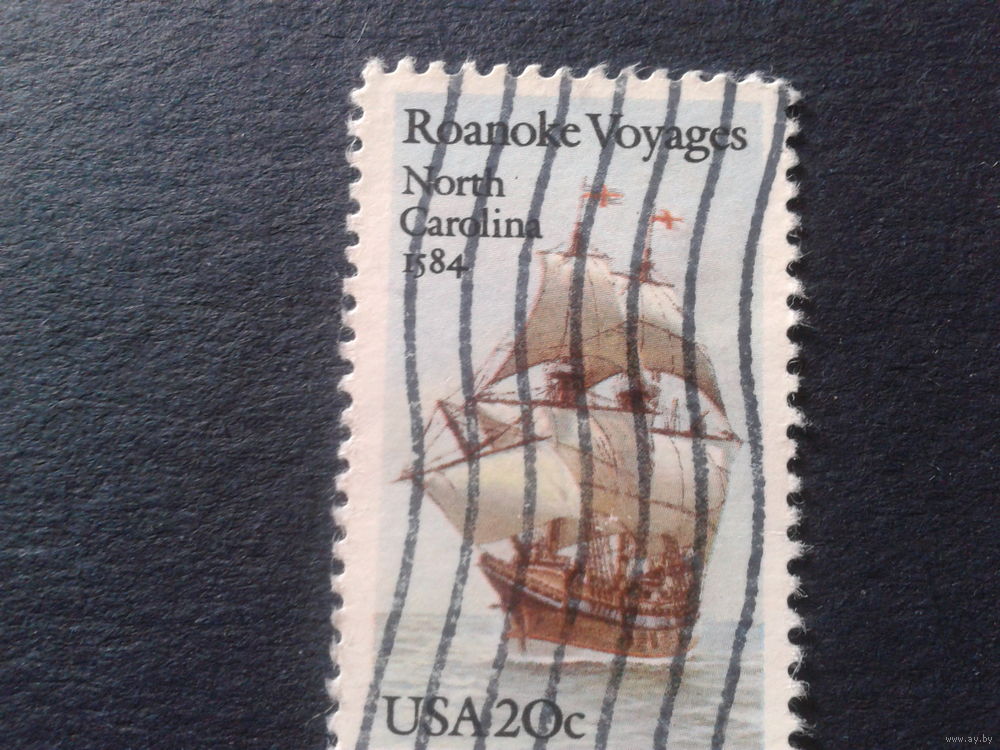 Roanoke Voyages
North
Carolina
1584
USA 20c
www.ay.by